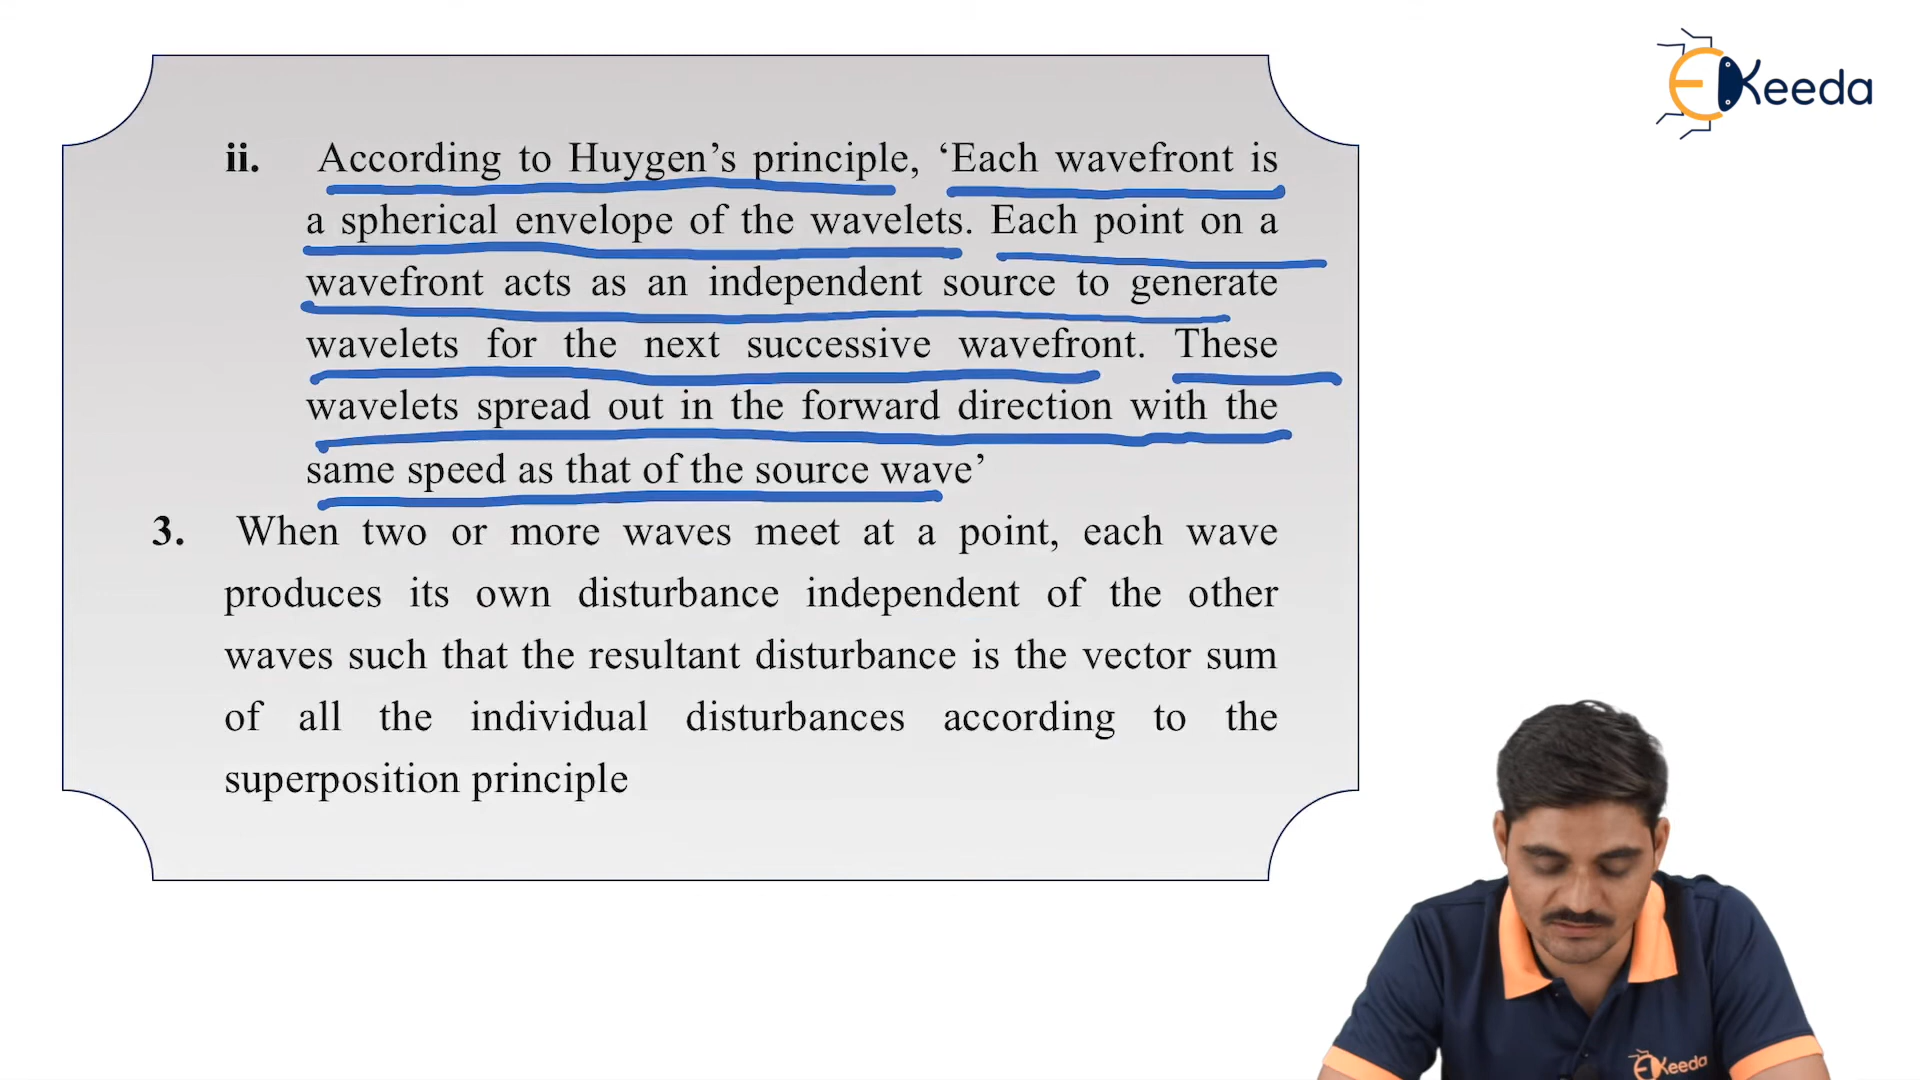 EKeeda
ii. According to Huygen’s principle, ‘Each wavefront is
a spherical envelope of the wavelets. Each point on a
wavefront acts as an independent source to generate
wavelets for the next successive wavefront. These
wavelets spread out in the forward direction with the
same speed as that of the source wave’
3. When two or more waves meet at a point, each wave
produces its own disturbance independent of the other
waves such that the resultant disturbance is the vector sum
of all the individual disturbances according to the
superposition principle
EKeeda